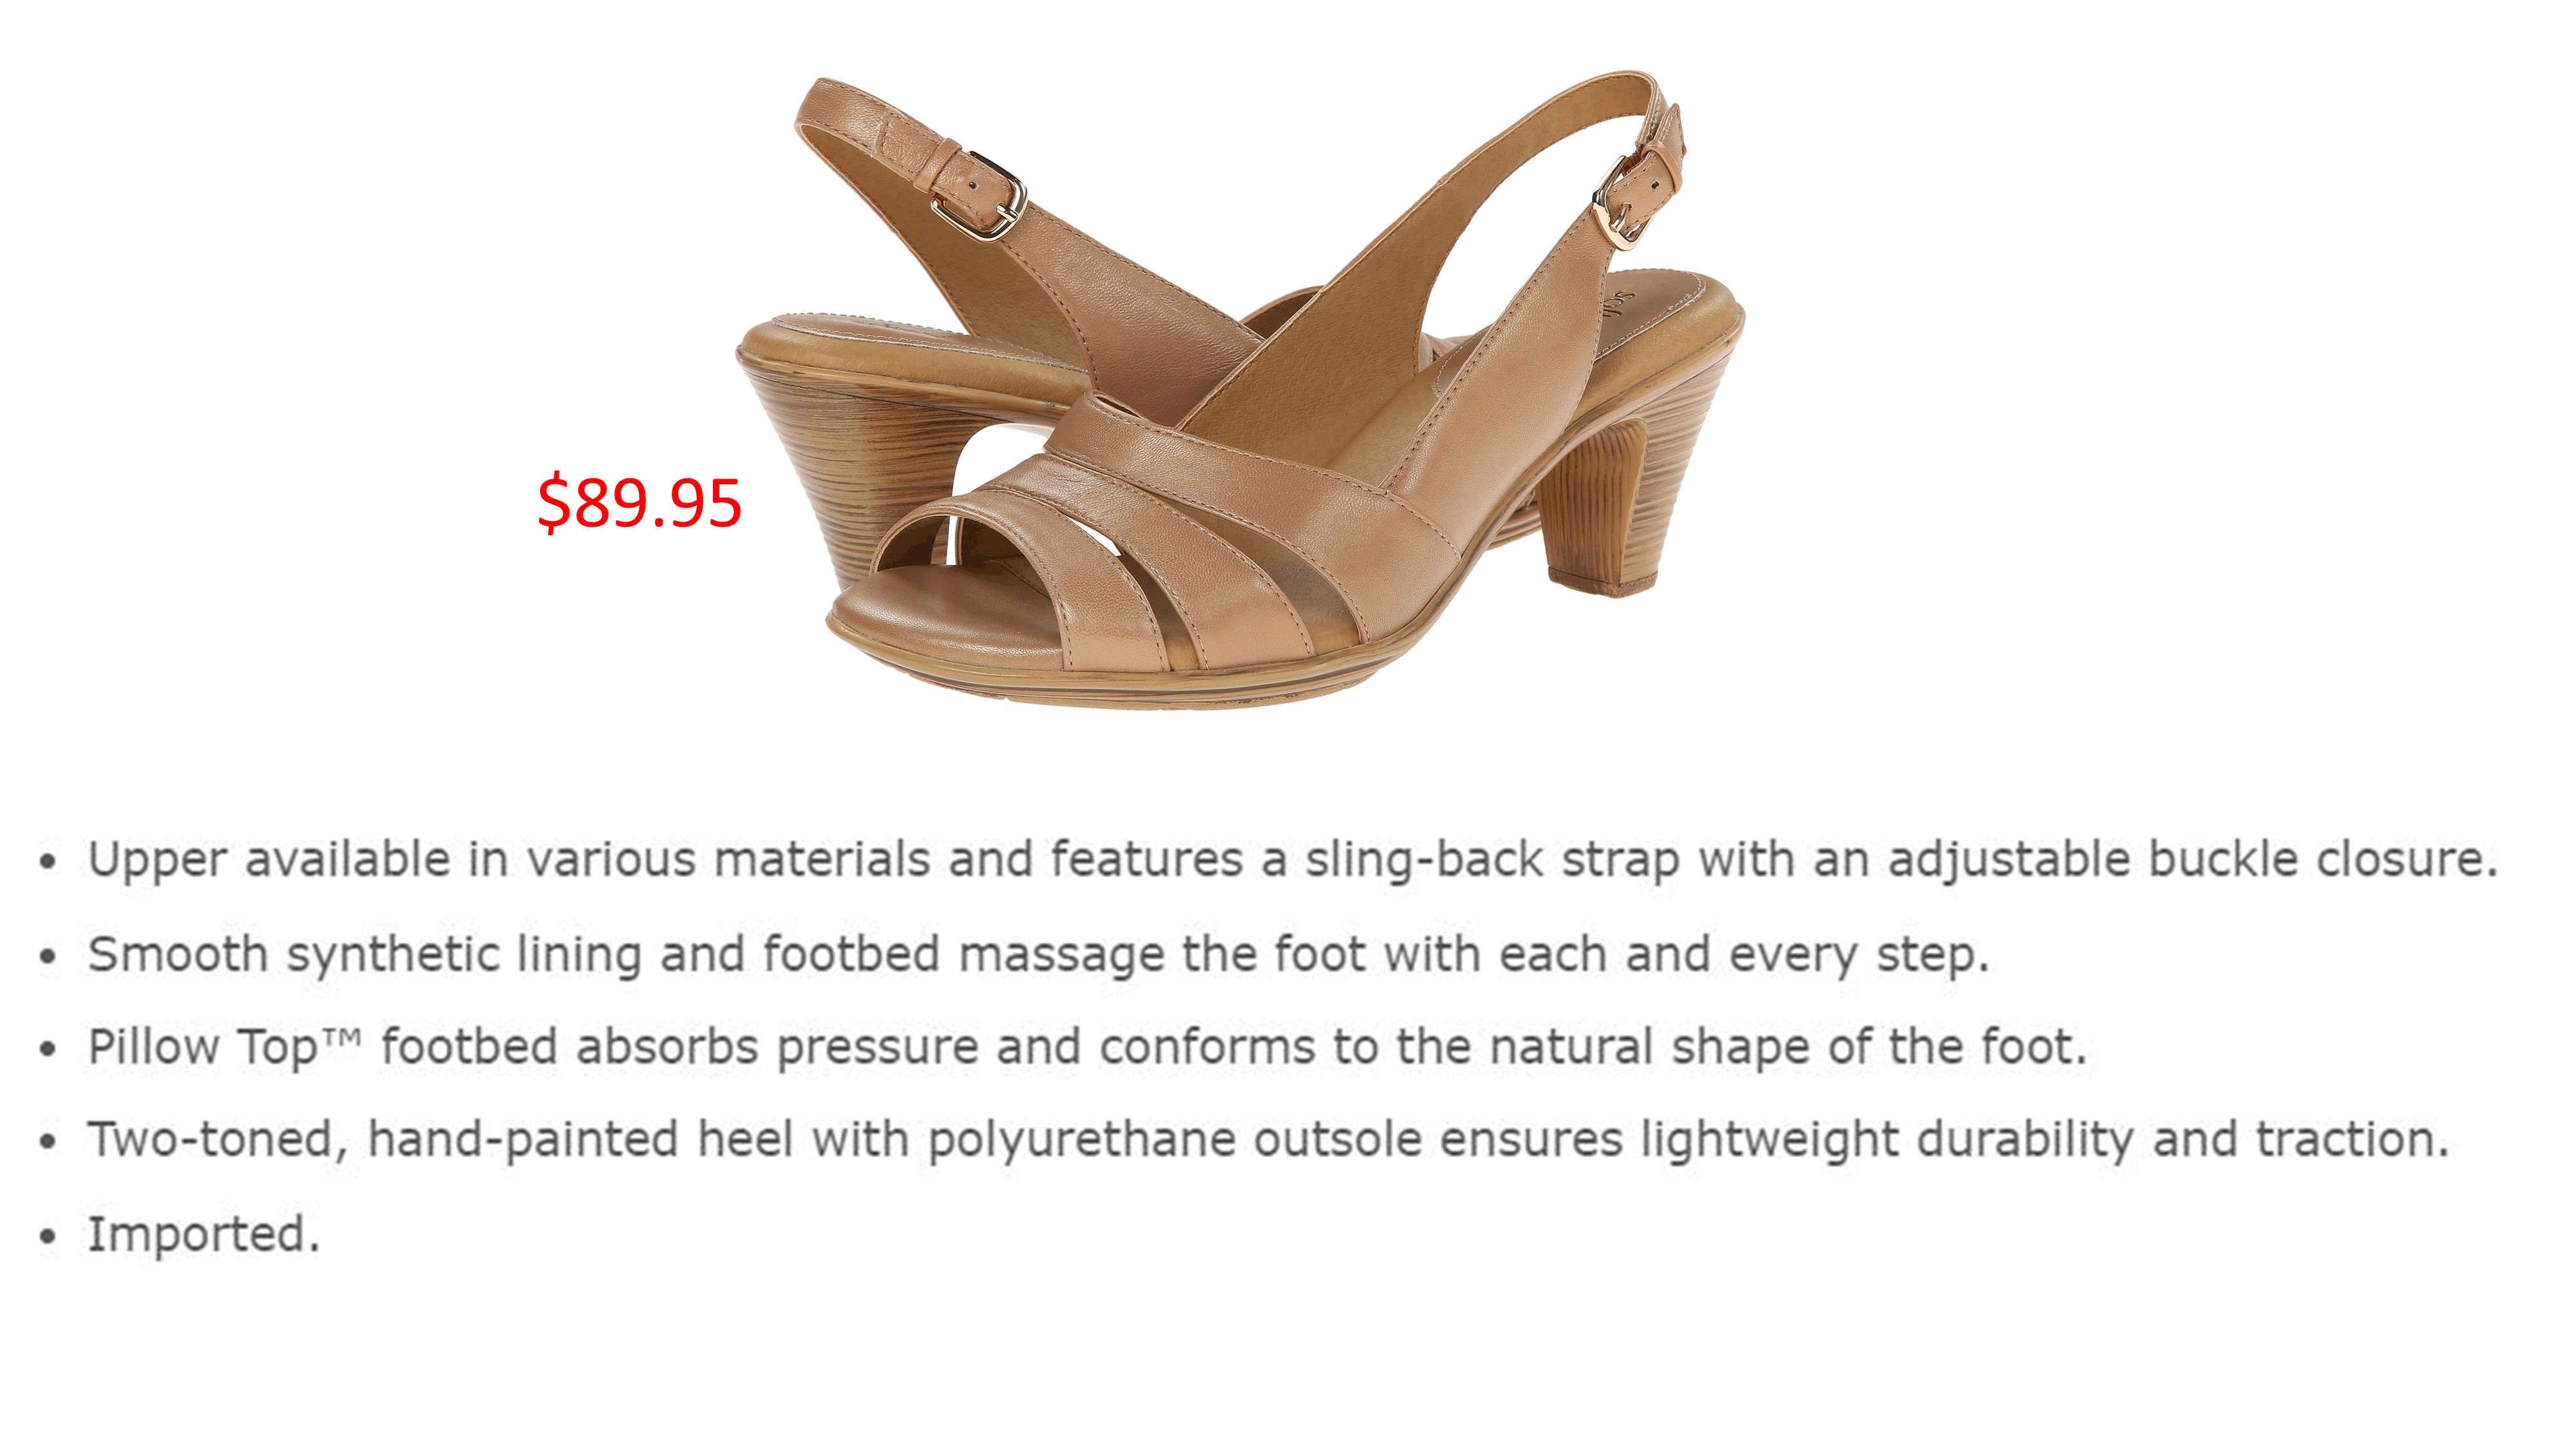 $89.95
• Upper available in various materials and features a sling-back strap with an adjustable buckle closure.
• Smooth synthetic lining and footbed massage the foot with each and every step.
• Pillow Top™ footbed absorbs pressure and conforms to the natural shape of the foot.
• Two-toned, hand-painted heel with polyurethane outsole ensures lightweight durability and traction.
• Imported.